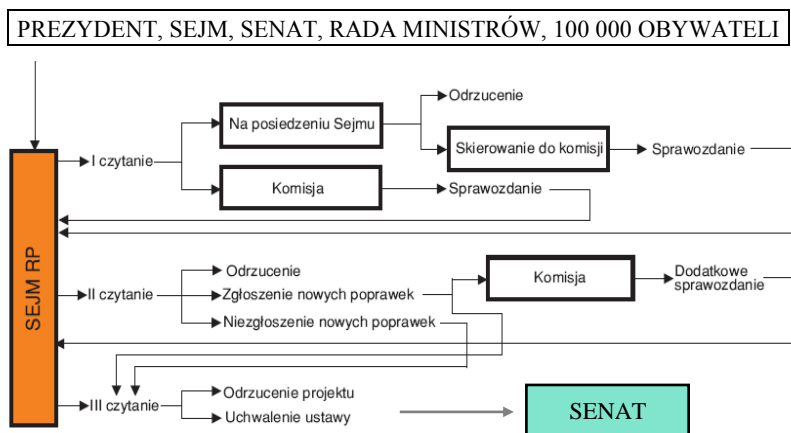 PREZYDENT, SEJM, SENAT, RADA MINISTRÓW, 100 000 OBYWATELI
SEJM RP
I czytanie
Na posiedzeniu Sejmu
Odrzucenie
Skierowanie do komisji
Sprawozdanie
Komisja
Sprawozdanie
II czytanie
Odrzucenie
Zgłoszenie nowych poprawek
Niezgłoszenie nowych poprawek
Komisja
Dodatkowe
sprawozdanie
III czytanie
Odrzucenie projektu
Uchwalenie ustawy
SENAT